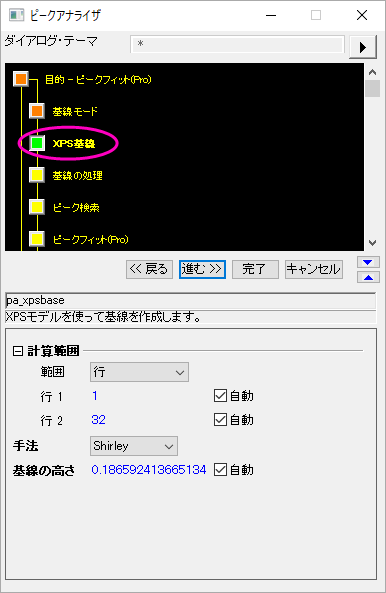 ピークアナライザ
ダイアログ・テーマ *
目的 - ピークフィット(Pro)
基線モード
XPS基線
基線の処理
ピーク検索
ピークフィット(Pro)
<< 戻る 進む >> 完了 キャンセル
pa_xpsbase
XPSモデルを使って基線を作成します。
計算範囲
範囲 行
行 1 1 自動
行 2 32 自動
手法 Shirley
基線の高さ 0.186592413665134 自動